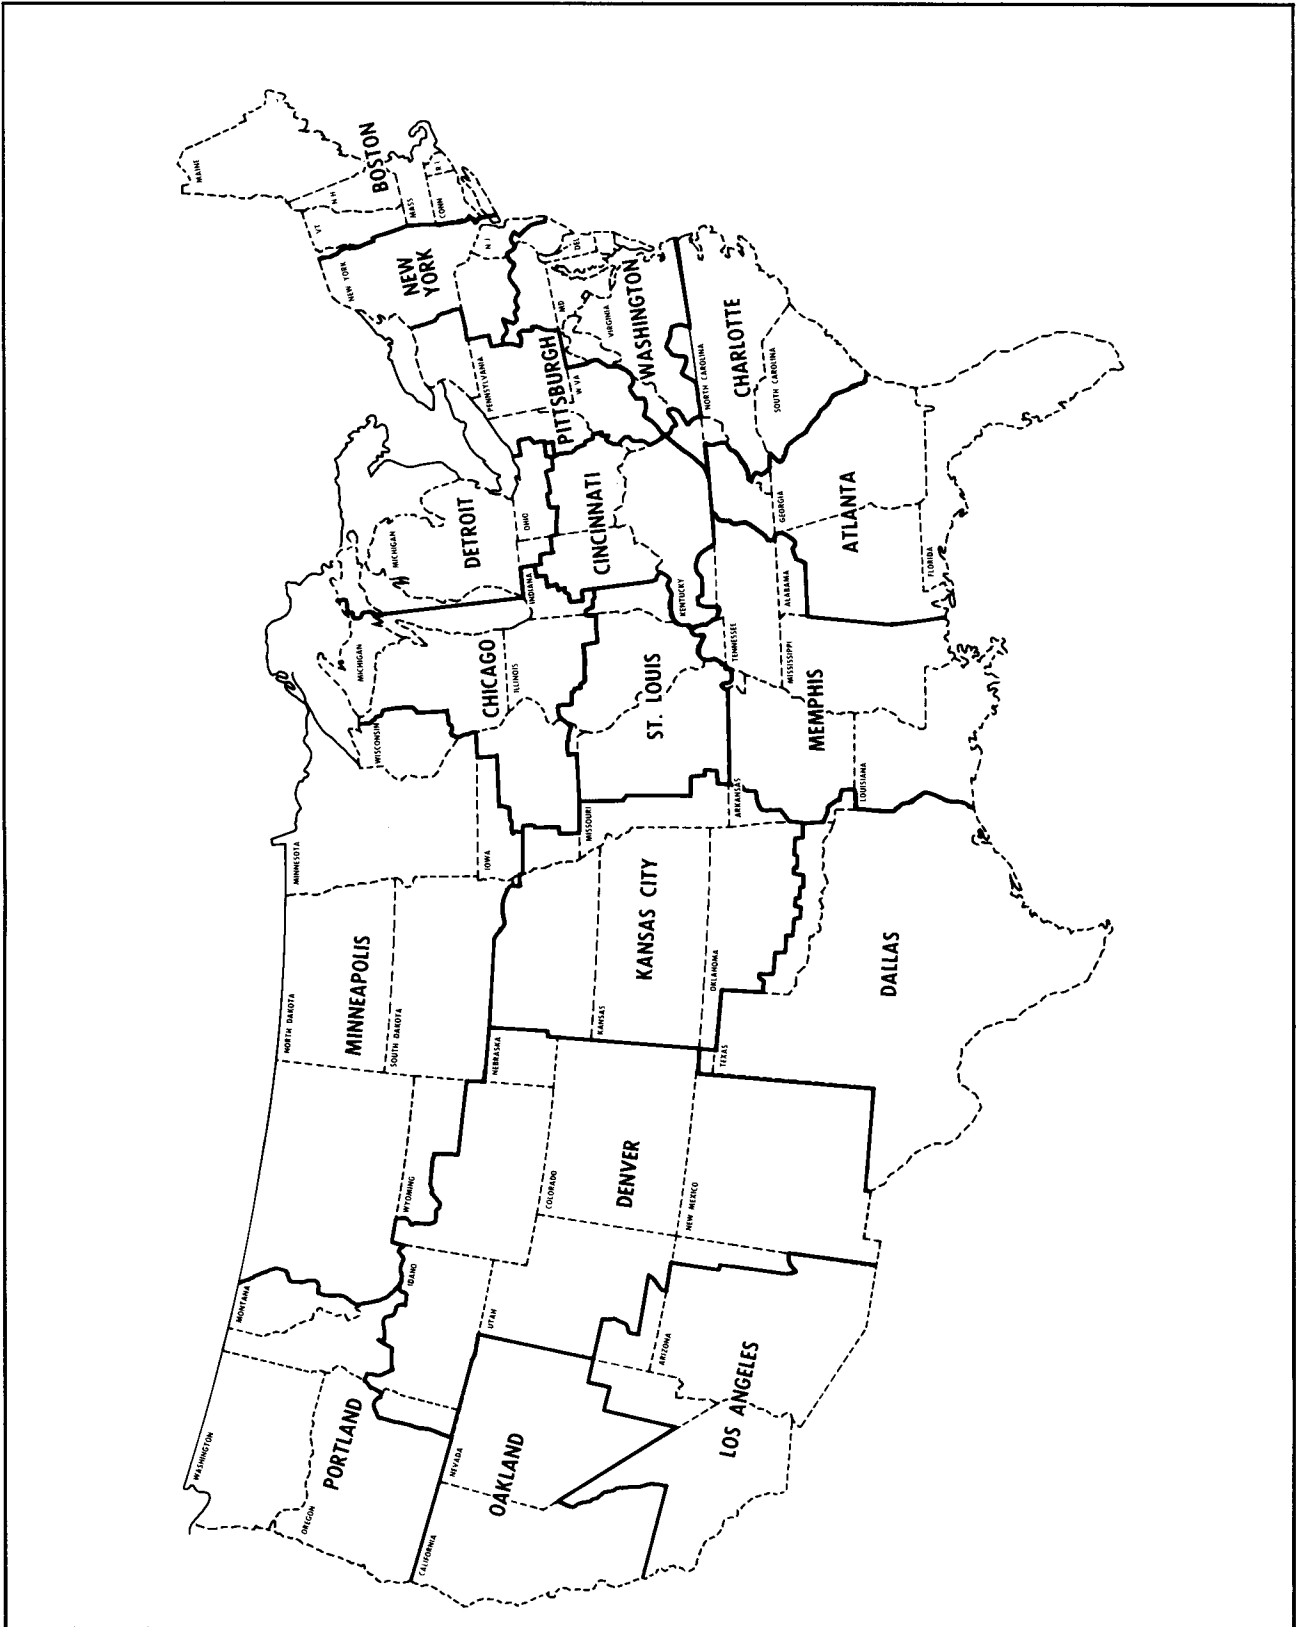 WASHINGTON
OREGON
PORTLAND
CALIFORNIA
NEVADA
OAKLAND
LOS ANGELES
MONTANA
IDAHO
UTAH
ARIZONA
WYOMING
COLORADO
DENVER
NEW MEXICO
NORTH DAKOTA
MINNEAPOLIS
SOUTH DAKOTA
NEBRASKA
KANSAS
KANSAS CITY
OKLAHOMA
TEXAS
DALLAS
MINNESOTA
IOWA
MISSOURI
ARKANSAS
LOUISIANA
WISCONSIN
MICHIGAN
CHICAGO
ILLINOIS
ST. LOUIS
TENNESSEE
MISSISSIPPI
MEMPHIS
MICHIGAN
DETROIT
INDIANA
OHIO
CINCINNATI
KENTUCKY
ALABAMA
GEORGIA
ATLANTA
FLORIDA
PENNSYLVANIA
PITTSBURGH
W VA
VIRGINIA
WASHINGTON
MD
DEL
NORTH CAROLINA
CHARLOTTE
SOUTH CAROLINA
NEW YORK
NEW
YORK
N J
VT
N H
MAINE
BOSTON
MASS
CONN
R I